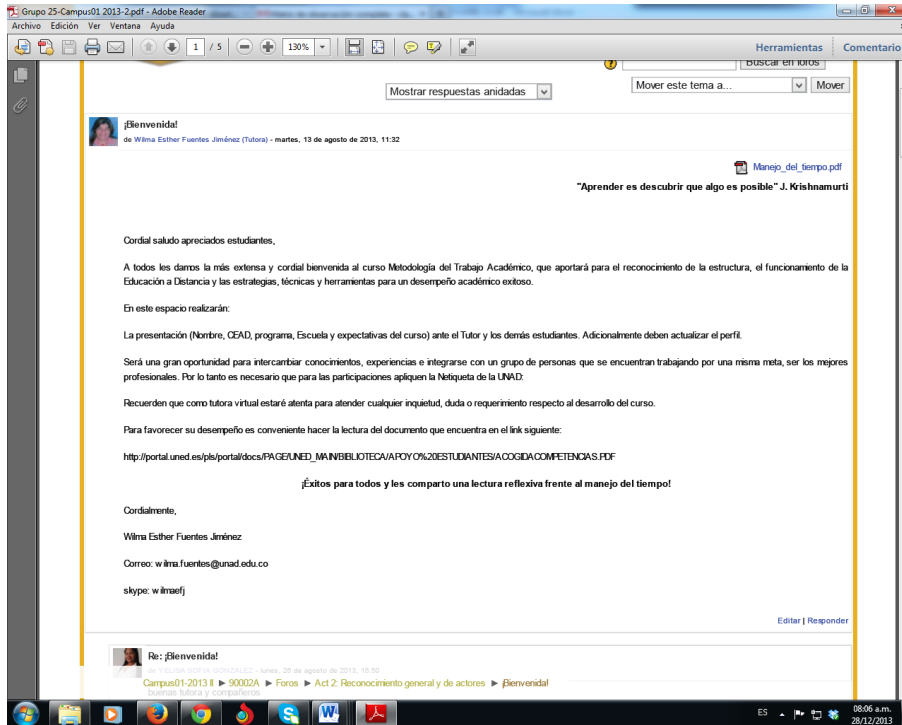 Grupo 25-Campus01 2013-2.pdf - Adobe Reader
Archivo Edición Ver Ventana Ayuda
1 / 5 130% Herramientas Comentario
Buscar en foros
Mostrar respuestas anidadas Mover este tema a... Mover
¡Bienvenida!
de Wilma Esther Fuentes Jiménez (Tutora) - martes, 13 de agosto de 2013, 11:32
Manejo_del_tiempo.pdf
"Aprender es descubrir que algo es posible" J. Krishnamurti
Cordial saludo apreciados estudiantes,
A todos les damos la más extensa y cordial bienvenida al curso Metodología del Trabajo Académico, que aportará para el reconocimiento de la estructura, el funcionamiento de la
Educación a Distancia y las estrategias, técnicas y herramientas para un desempeño académico exitoso.
En este espacio realizarán:
La presentación (Nombre, CEAD, programa, Escuela y expectativas del curso) ante el Tutor y los demás estudiantes. Adicionalmente deben actualizar el perfil.
Será una gran oportunidad para intercambiar conocimientos, experiencias e integrarse con un grupo de personas que se encuentran trabajando por una misma meta, ser los mejores
profesionales. Por lo tanto es necesario que para las participaciones apliquen la Netiqueta de la UNAD:
Recuerden que como tutora virtual estaré atenta para atender cualquier inquietud, duda o requerimiento respecto al desarrollo del curso.
Para favorecer su desempeño es conveniente hacer la lectura del documento que encuentra en el link siguiente:
http://portal.uned.es/pls/portal/docs/PAGE/UNED_MAIN/BIBLIOTECA/APOYO%20ESTUDIANTES/ACOGIDACOMPETENCIAS.PDF
¡Éxitos para todos y les comparto una lectura reflexiva frente al manejo del tiempo!
Cordialmente,
Wilma Esther Fuentes Jiménez
Correo: wilma.fuentes@unad.edu.co
skype: wilmaefj
Editar | Responder
Re: ¡Bienvenida!
de YELISA SOFIA GONZALEZ - lunes, 26 de agosto de 2013, 18:50
Campus01-2013 II ► 90002A ► Foros ► Act 2: Reconocimiento general y de actores ► ¡Bienvenida!
buenas tutora y compañeros
ES 08:06 a.m.
28/12/2013